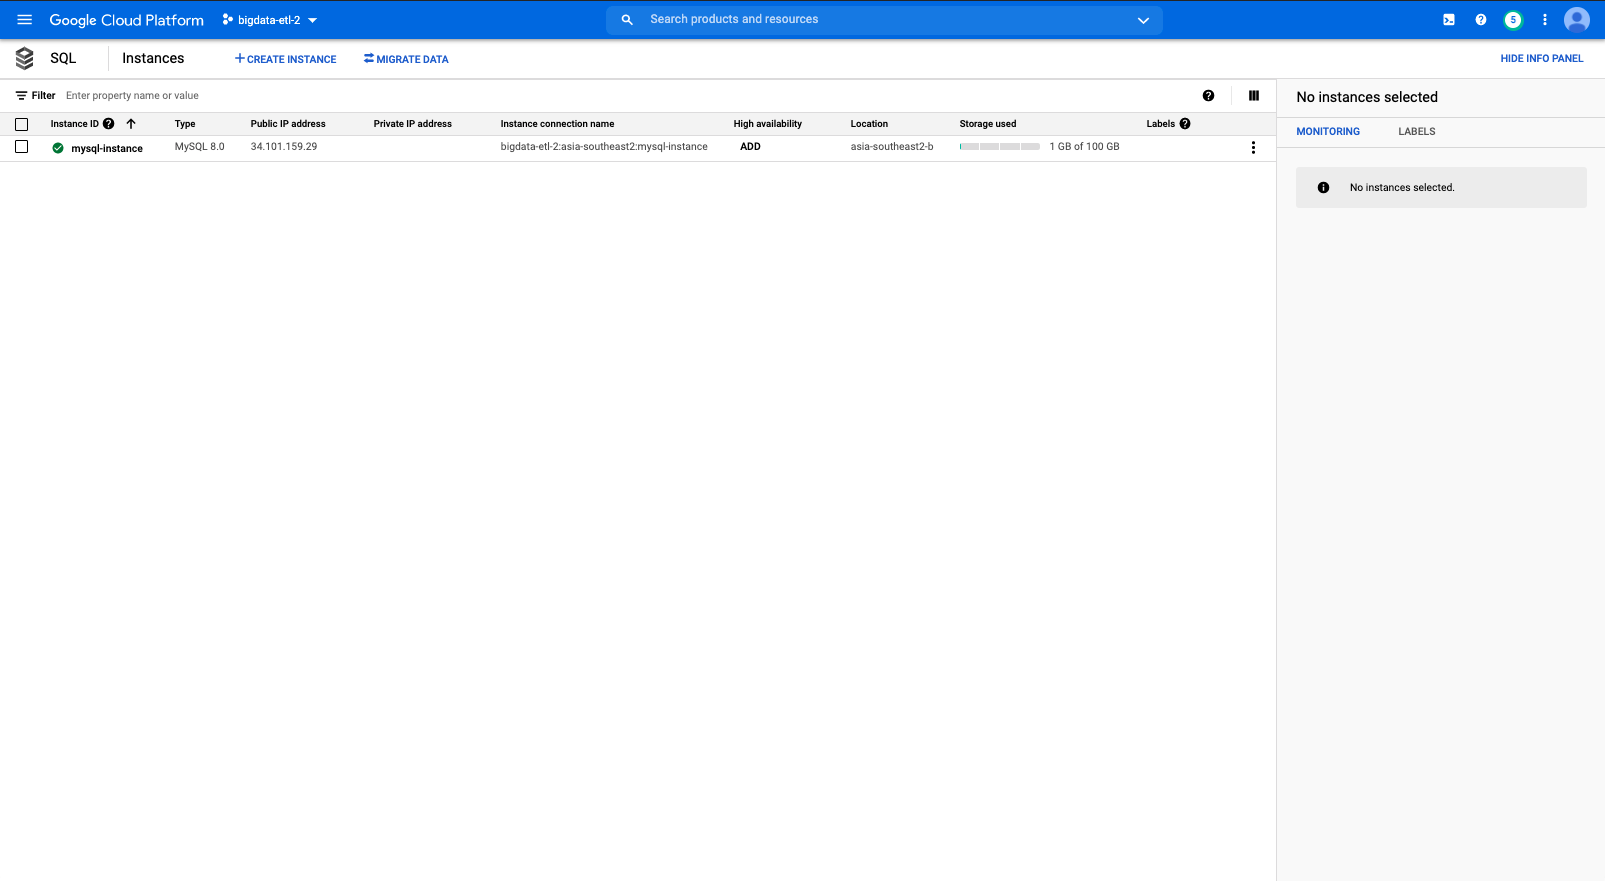 Google Cloud Platform bigdata-etl-2 Search products and resources 5
SQL Instances CREATE INSTANCE MIGRATE DATA HIDE INFO PANEL
Filter Enter property name or value
No instances selected
Instance ID Type Public IP address Private IP address Instance connection name High availability Location Storage used Labels
MONITORING LABELS
mysql-instance MySQL 8.0 34.101.159.29 bigdata-etl-2:asia-southeast2:mysql-instance ADD asia-southeast2-b 1 GB of 100 GB
No instances selected.